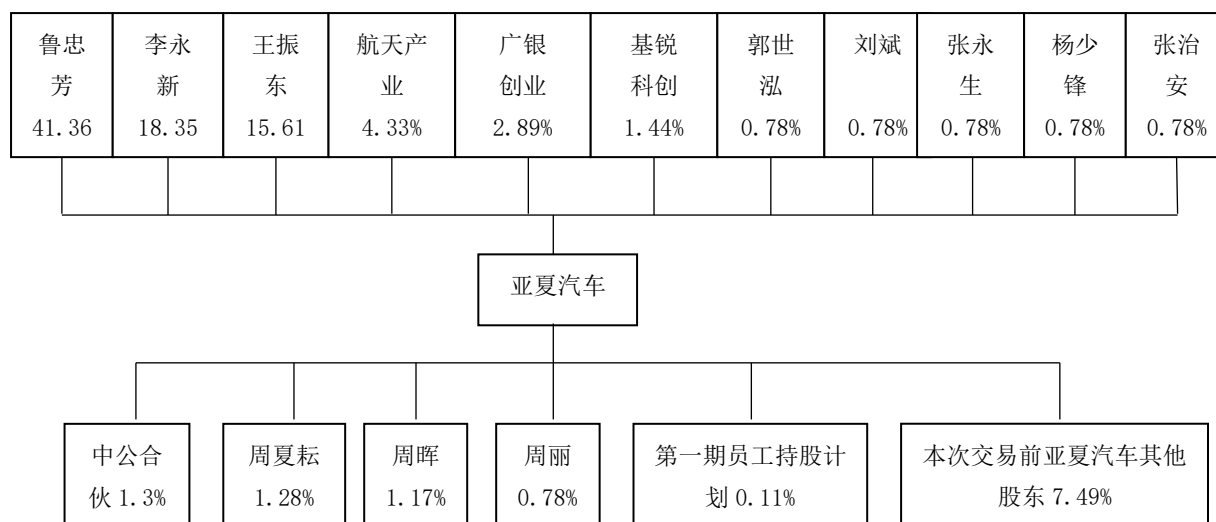 鲁忠
芳
41.36
李永
新
18.35
王振
东
15.61
航天产
业
4.33%
广银
创业
2.89%
基锐
科创
1.44%
郭世
泓
0.78%
刘斌
0.78%
张永
生
0.78%
杨少
锋
0.78%
张治
安
0.78%
亚夏汽车
中公合
伙 1.3%
周夏耘
1.28%
周晖
1.17%
周丽
0.78%
第一期员工持股计
划 0.11%
本次交易前亚夏汽车其他
股东 7.49%